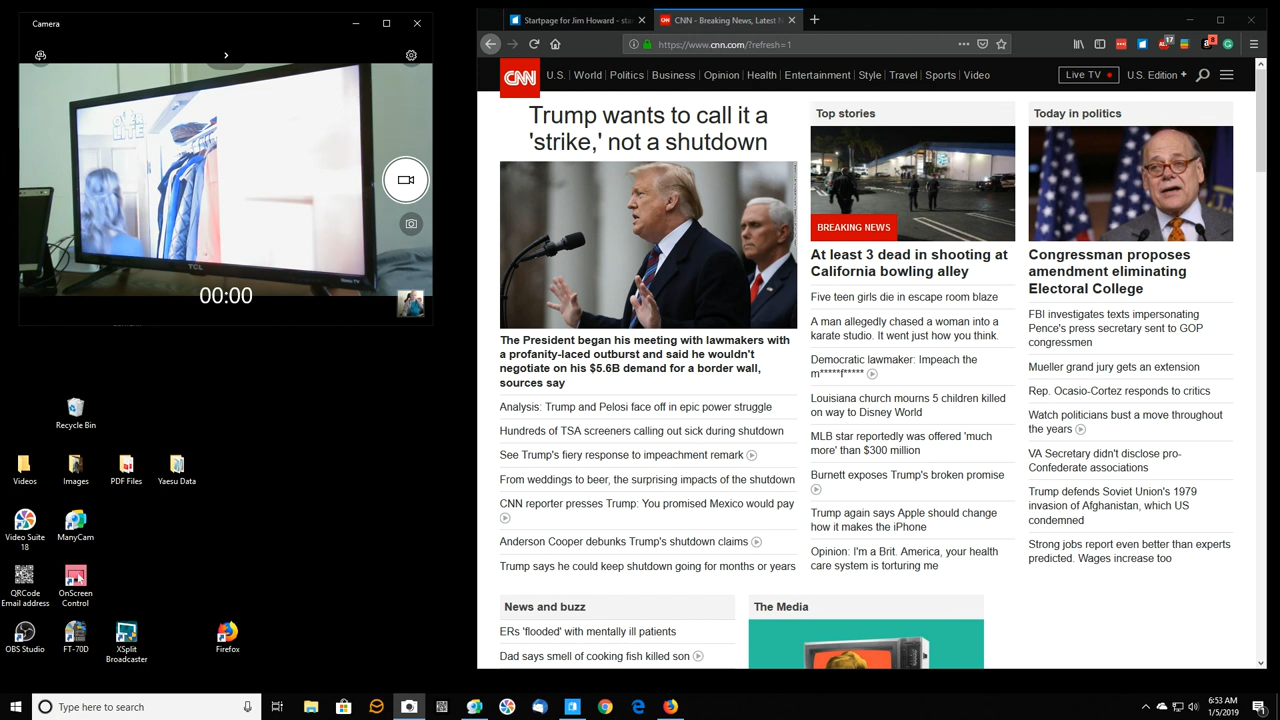 Camera
OVER
LITE
TCL
00:00
Recycle Bin
Videos
Images
PDF Files
Yaesu Data
Video Suite
18
ManyCam
QRCode
Email address
OnScreen
Control
OBS Studio
FT-70D
XSplit
Broadcaster
Firefox
Startpage for Jim Howard - sta
CNN - Breaking News, Latest N
https://www.cnn.com/?refresh=1
17
8
CNN
U.S.
World
Politics
Business
Opinion
Health
Entertainment
Style
Travel
Sports
Video
Live TV
U.S. Edition
Trump wants to call it a
'strike,' not a shutdown
The President began his meeting with lawmakers with
a profanity-laced outburst and said he wouldn't
negotiate on his $5.6B demand for a border wall,
sources say
Analysis: Trump and Pelosi face off in epic power struggle
Hundreds of TSA screeners calling out sick during shutdown
See Trump's fiery response to impeachment remark
From weddings to beer, the surprising impacts of the shutdown
CNN reporter presses Trump: You promised Mexico would pay
Anderson Cooper debunks Trump's shutdown claims
Trump says he could keep shutdown going for months or years
Top stories
BREAKING NEWS
At least 3 dead in shooting at
California bowling alley
Five teen girls die in escape room blaze
A man allegedly chased a woman into a
karate studio. It went just how you think.
Democratic lawmaker: Impeach the
m*****f*****
Louisiana church mourns 5 children killed
on way to Disney World
MLB star reportedly was offered 'much
more' than $300 million
Burnett exposes Trump's broken promise
Trump again says Apple should change
how it makes the iPhone
Opinion: I'm a Brit. America, your health
care system is torturing me
Today in politics
Congressman proposes
amendment eliminating
Electoral College
FBI investigates texts impersonating
Pence's press secretary sent to GOP
congressmen
Mueller grand jury gets an extension
Rep. Ocasio-Cortez responds to critics
Watch politicians bust a move throughout
the years
VA Secretary didn't disclose pro-
Confederate associations
Trump defends Soviet Union's 1979
invasion of Afghanistan, which US
condemned
Strong jobs report even better than experts
predicted. Wages increase too
News and buzz
ERs 'flooded' with mentally ill patients
Dad says smell of cooking fish killed son
The Media
Type here to search
6:53 AM
1/5/2019